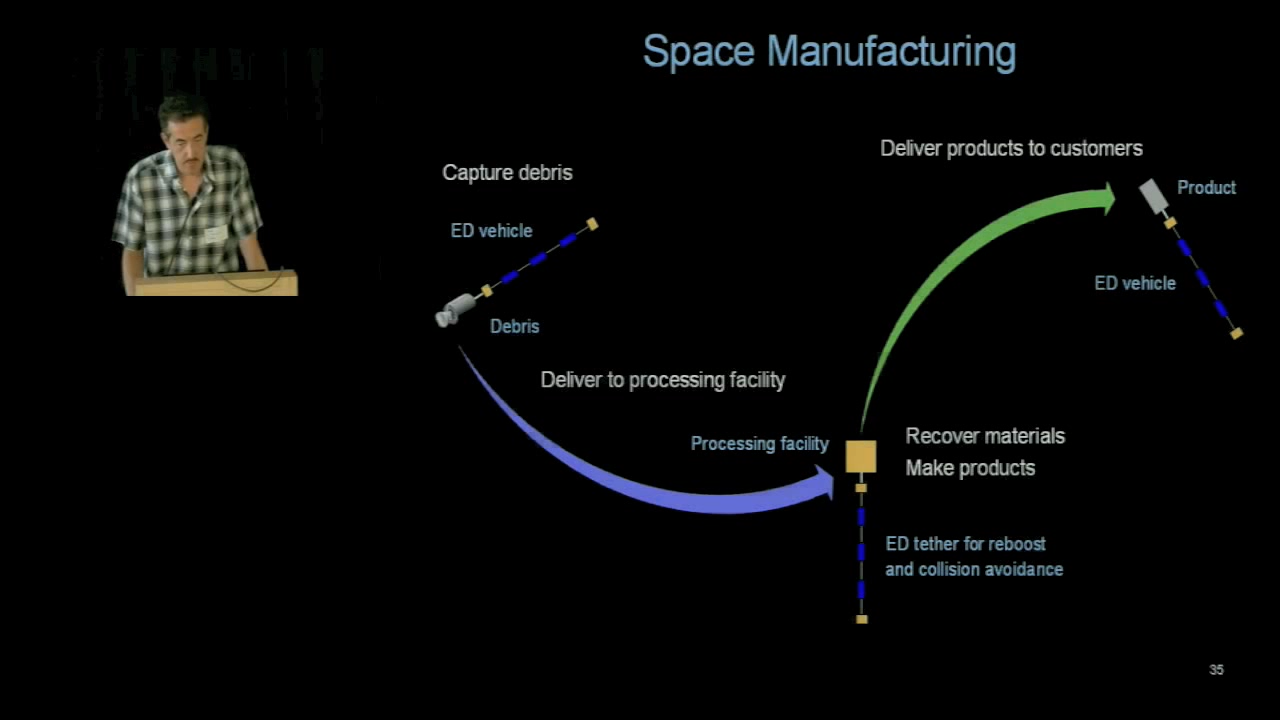 Space Manufacturing
Capture debris
ED vehicle
Debris
Deliver to processing facility
Processing facility
Recover materials
Make products
ED tether for reboost
and collision avoidance
Deliver products to customers
Product
ED vehicle
35